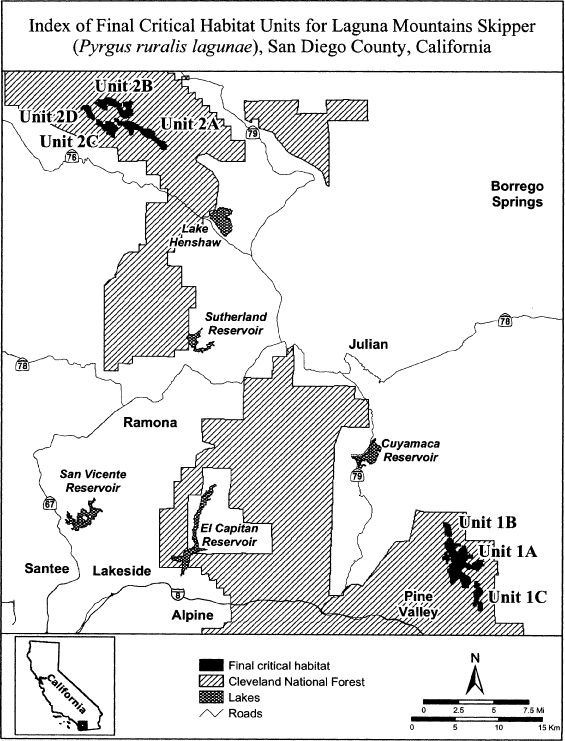 Index of Final Critical Habitat Units for Laguna Mountains Skipper
(Pyrgus ruralis lagunae), San Diego County, California
Unit 2B
Unit 2D
Unit 2A
Unit 2C
79
76
Borrego
Springs
Lake
Henshaw
Sutherland
Reservoir
78
Julian
78
Ramona
Cuyamaca
Reservoir
79
San Vicente
Reservoir
67
El Capitan
Reservoir
Unit 1B
Unit 1A
Santee
Lakeside
Unit 1C
8
Pine
Valley
Alpine
California
Final critical habitat
Cleveland National Forest
Lakes
Roads
N
0 2.5 5 7.5 Mi
0 5 10 15 Km